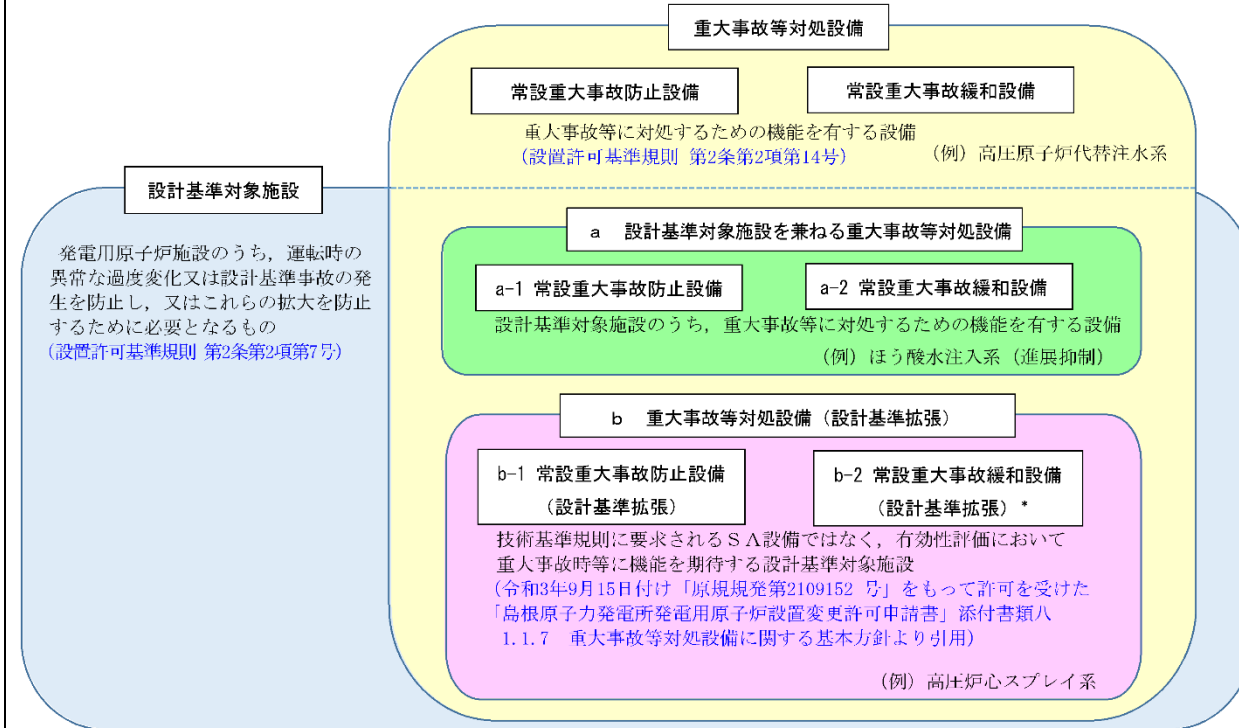 重大事故等対処設備
常設重大事故防止設備
常設重大事故緩和設備
重大事故等に対処するための機能を有する設備
(設置許可基準規則 第2条第2項第14号)
(例) 高圧原子炉代替注水系
設計基準対象施設
発電用原子炉施設のうち，運転時の
異常な過度変化又は設計基準事故の発
生を防止し，又はこれらの拡大を防止
するために必要となるもの
(設置許可基準規則 第2条第2項第7号)
a 設計基準対象施設を兼ねる重大事故等対処設備
a-1 常設重大事故防止設備
a-2 常設重大事故緩和設備
設計基準対象施設のうち，重大事故等に対処するための機能を有する設備
(例) ほう酸水注入系 (進展抑制)
b 重大事故等対処設備 (設計基準拡張)
b-1 常設重大事故防止設備
(設計基準拡張)
b-2 常設重大事故緩和設備
(設計基準拡張) *
技術基準規則に要求されるＳＡ設備ではなく，有効性評価において
重大事故時等に機能を期待する設計基準対象施設
(令和3年9月15日付け「原規規発第2109152 号」をもって許可を受けた
「島根原子力発電所発電用原子炉設置変更許可申請書」添付書類八
1.1.7 重大事故等対処設備に関する基本方針より引用)
(例) 高圧炉心スプレイ系